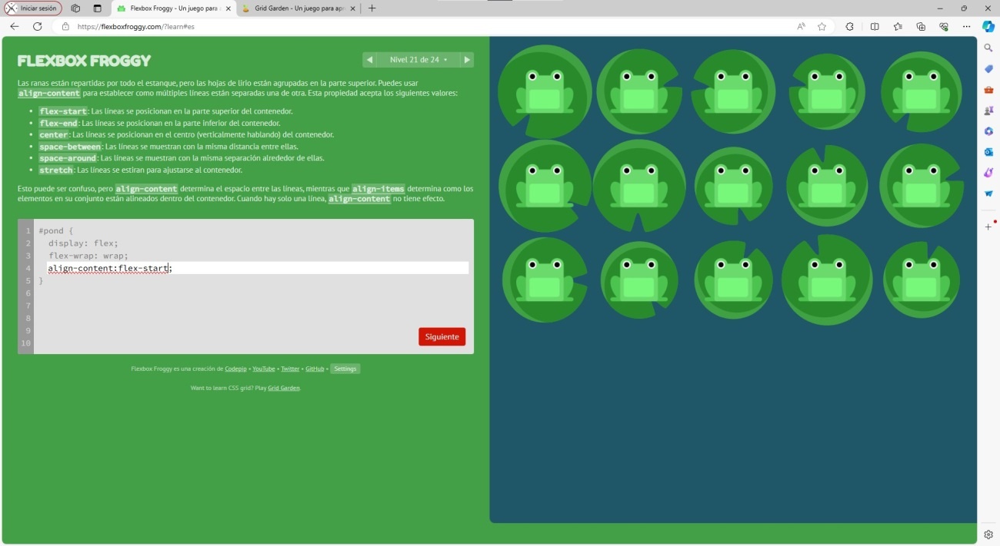 Iniciar sesión
Flexbox Froggy - Un juego para a
Grid Garden - Un juego para apr
https://flexboxfroggy.com/?learn#es
FLEXBOX FROGGY
Nivel 21 de 24
Las ranas están repartidas por todo el estanque, pero las hojas de lirio están agrupadas en la parte superior. Puedes usar
align-content para establecer como múltiples líneas están separadas una de otra. Esta propiedad acepta los siguientes valores:
• flex-start: Las líneas se posicionan en la parte superior del contenedor.
• flex-end: Las líneas se posicionan en la parte inferior del contenedor.
• center: Las líneas se posicionan en el centro (verticalmente hablando) del contenedor.
• space-between: Las líneas se muestran con la misma distancia entre ellas.
• space-around: Las líneas se muestran con la misma separación alrededor de ellas.
• stretch: Las líneas se estiran para ajustarse al contenedor.
Esto puede ser confuso, pero align-content determina el espacio entre las líneas, mientras que align-items determina como los
elementos en su conjunto están alineados dentro del contenedor. Cuando hay solo una línea, align-content no tiene efecto.
1 #pond {
2 display: flex;
3 flex-wrap: wrap;
4 align-content:flex-start;
5 }
6
7
8
9
10
Siguiente
Flexbox Froggy es una creación de Codepip • YouTube • Twitter • GitHub • Settings
Want to learn CSS grid? Play Grid Garden.